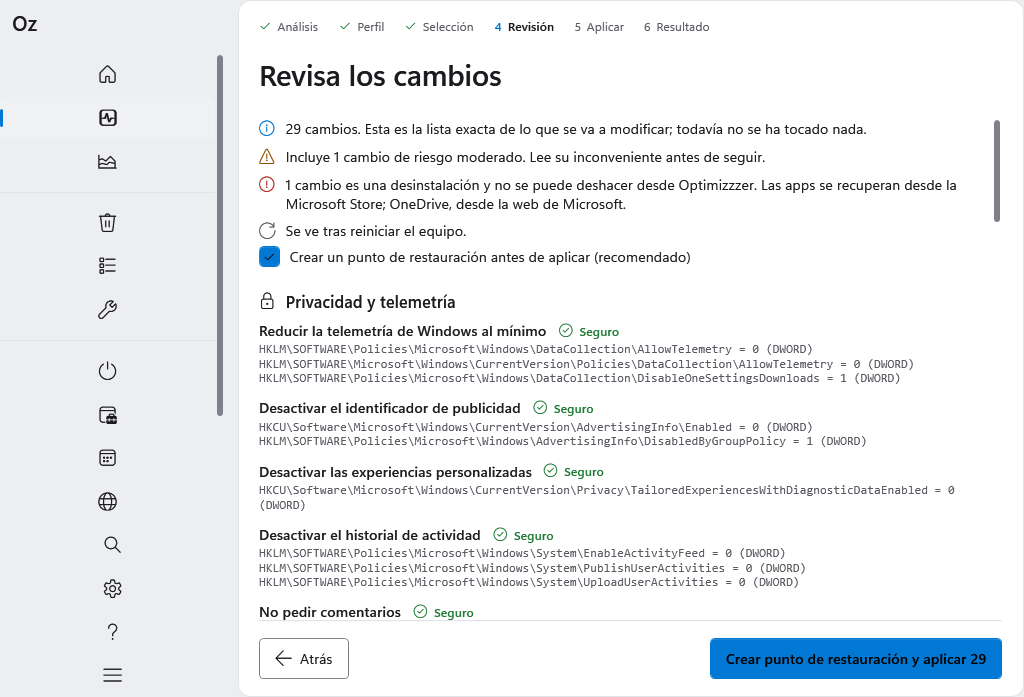 Oz
Análisis
Perfil
Selección
4 Revisión
5 Aplicar
6 Resultado
Revisa los cambios
29 cambios. Esta es la lista exacta de lo que se va a modificar; todavía no se ha tocado nada.
Incluye 1 cambio de riesgo moderado. Lee su inconveniente antes de seguir.
1 cambio es una desinstalación y no se puede deshacer desde Optimizzzer. Las apps se recuperan desde la
Microsoft Store; OneDrive, desde la web de Microsoft.
Se ve tras reiniciar el equipo.
Crear un punto de restauración antes de aplicar (recomendado)
Privacidad y telemetría
Reducir la telemetría de Windows al mínimo Seguro
HKLM\SOFTWARE\Policies\Microsoft\Windows\DataCollection\AllowTelemetry = 0 (DWORD)
HKLM\SOFTWARE\Microsoft\Windows\CurrentVersion\Policies\DataCollection\AllowTelemetry = 0 (DWORD)
HKLM\SOFTWARE\Policies\Microsoft\Windows\DataCollection\DisableOneSettingsDownloads = 1 (DWORD)
Desactivar el identificador de publicidad Seguro
HKCU\Software\Microsoft\Windows\CurrentVersion\AdvertisingInfo\Enabled = 0 (DWORD)
HKLM\SOFTWARE\Policies\Microsoft\Windows\AdvertisingInfo\DisabledByGroupPolicy = 1 (DWORD)
Desactivar las experiencias personalizadas Seguro
HKCU\Software\Microsoft\Windows\CurrentVersion\Privacy\TailoredExperiencesWithDiagnosticDataEnabled = 0
(DWORD)
Desactivar el historial de actividad Seguro
HKLM\SOFTWARE\Policies\Microsoft\Windows\System\EnableActivityFeed = 0 (DWORD)
HKLM\SOFTWARE\Policies\Microsoft\Windows\System\PublishUserActivities = 0 (DWORD)
HKLM\SOFTWARE\Policies\Microsoft\Windows\System\UploadUserActivities = 0 (DWORD)
No pedir comentarios Seguro
Atrás
Crear punto de restauración y aplicar 29